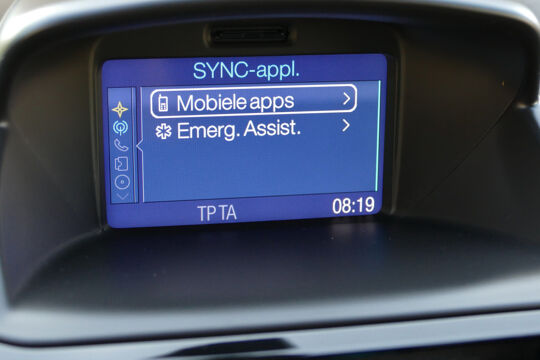 SYNC-appl.
Mobiele apps
Emerg. Assist.
TP TA 08:19